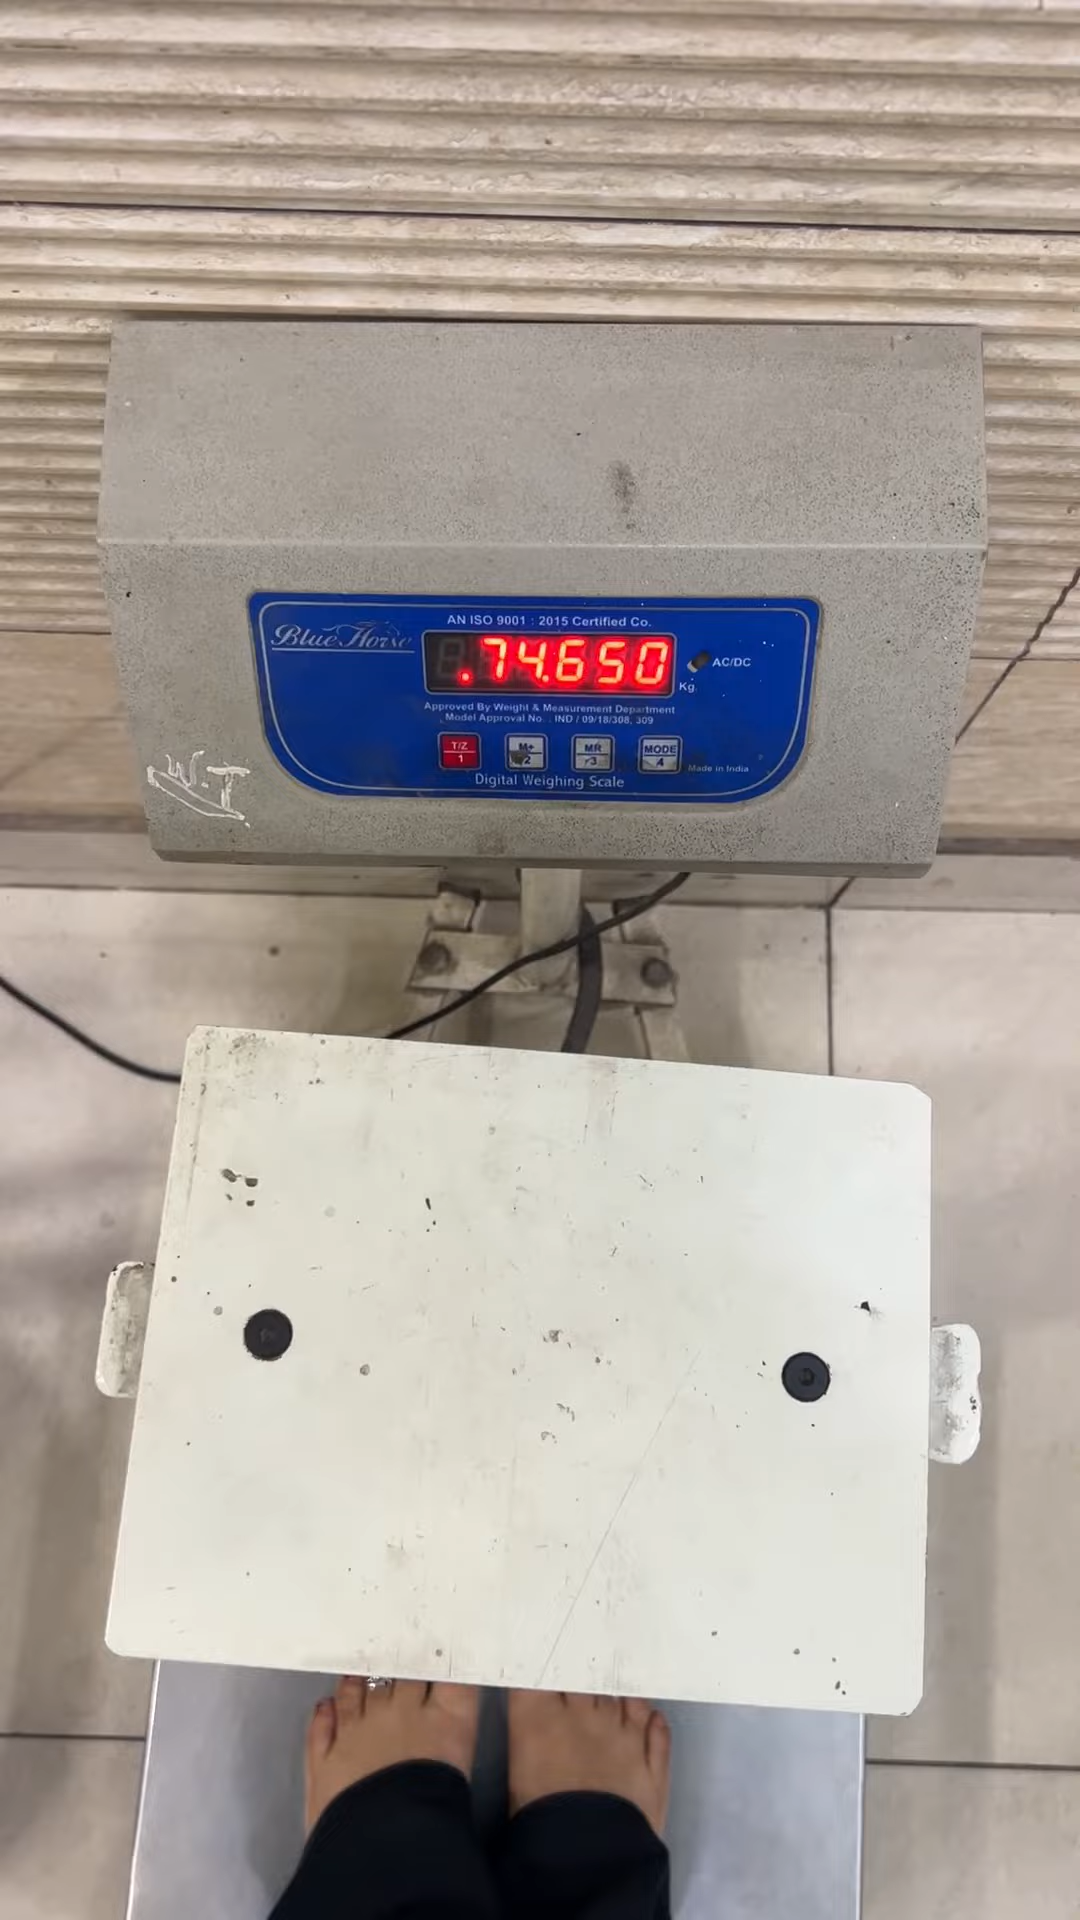 AN ISO 9001 : 2015 Certified Co.
Blue Horse
.74.650
AC/DC
Kg.
Approved By Weight & Measurement Department
Model Approval No. : IND / 09/18/308, 309
T/Z
1
M+
2
MR
3
MODE
4
Made in India
Digital Weighing Scale
W.T